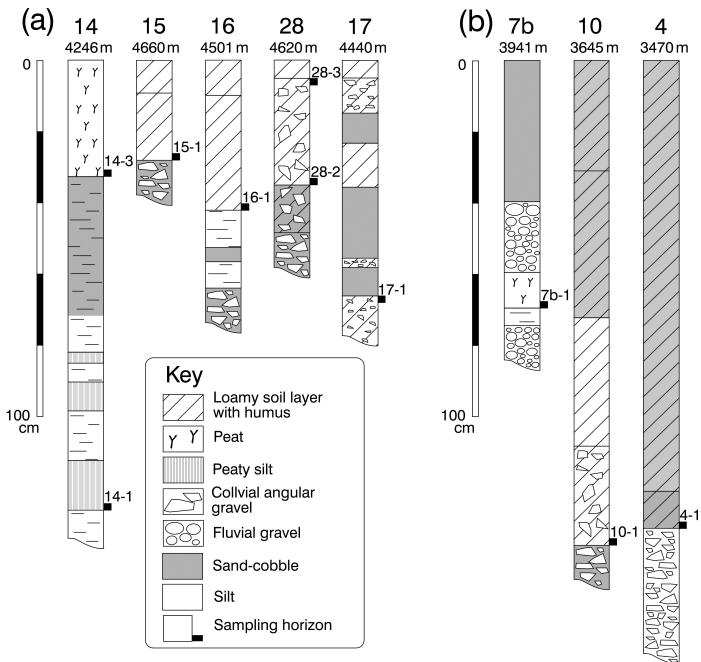 (a)
14 15 16 28 17
4246 m 4660 m 4501 m 4620 m 4440 m
0
28-3
15-1
14-3
28-2
16-1
17-1
100
cm
14-1
Key
Loamy soil layer
with humus
Peat
Peaty silt
Collvial angular
gravel
Fluvial gravel
Sand-cobble
Silt
Sampling horizon
(b)
7b 10 4
3941 m 3645 m 3470 m
0
7b-1
100
cm
4-1
10-1